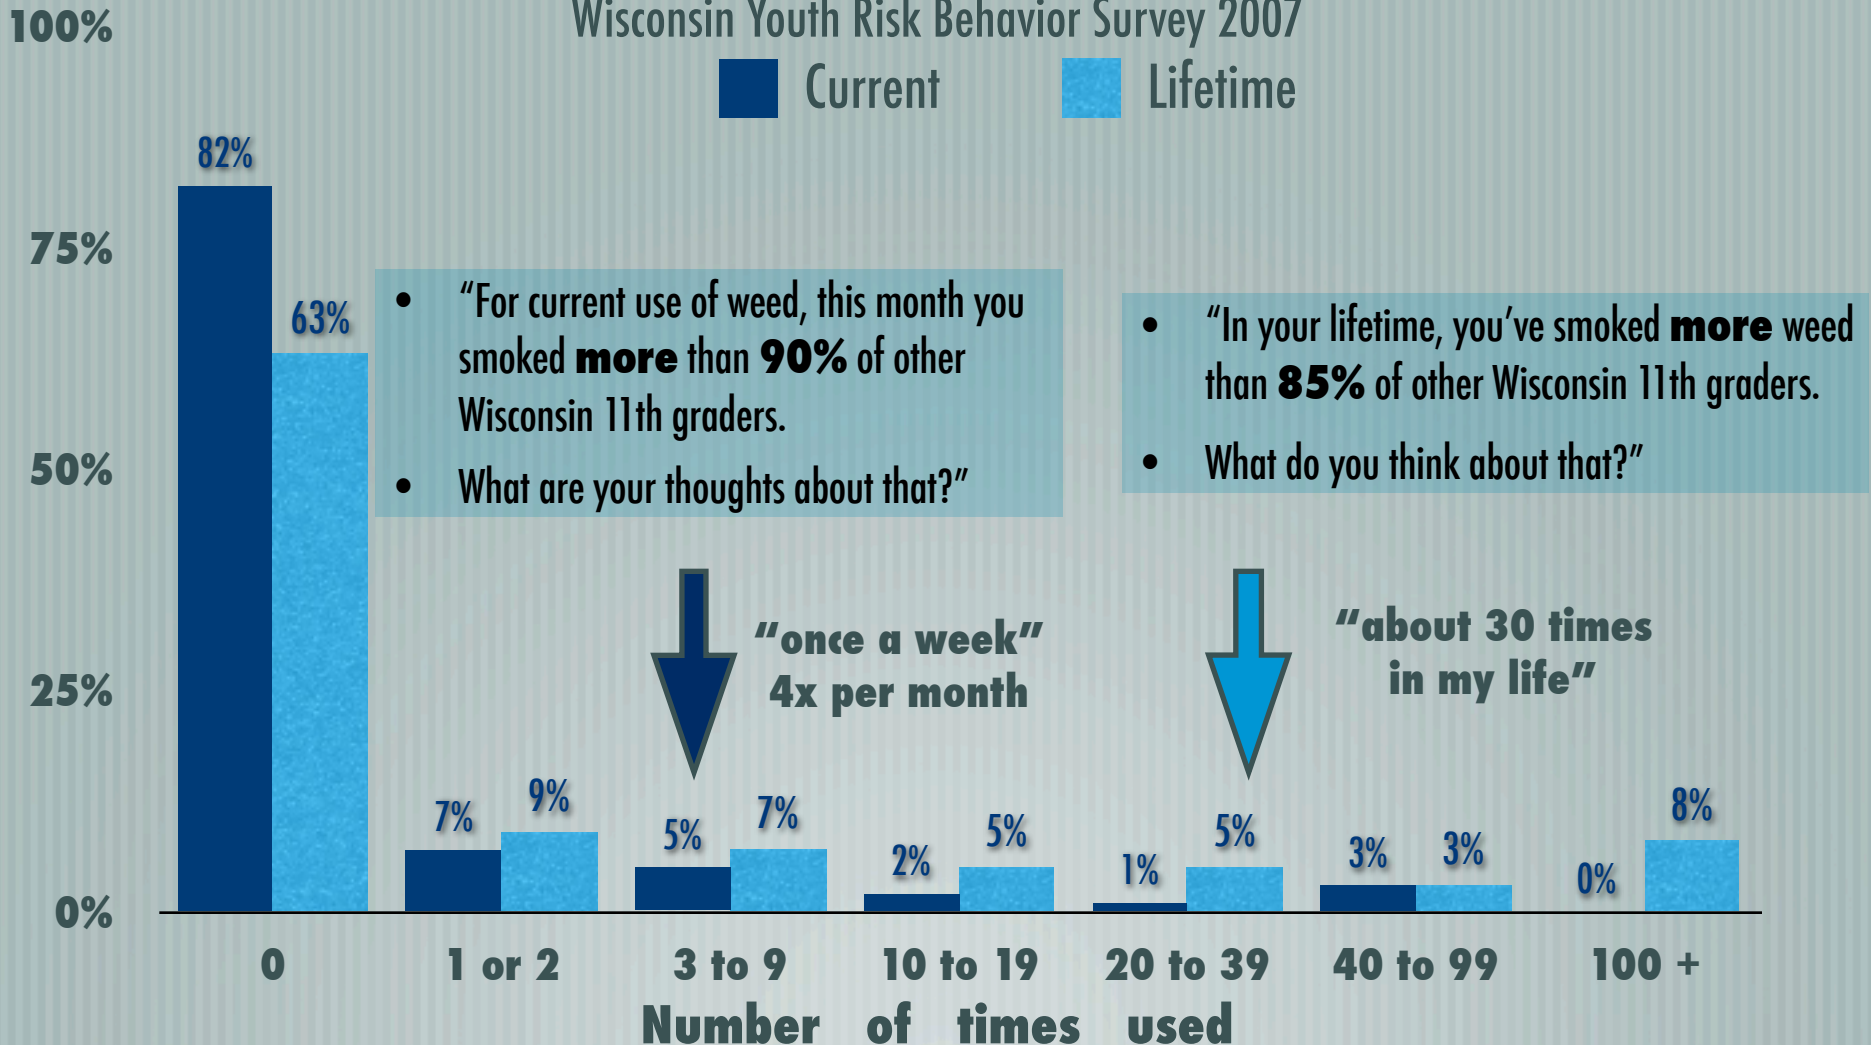 Wisconsin Youth Risk Behavior Survey 2007
Current Lifetime
100%
75%
50%
25%
0%
82%
63%
• “For current use of weed, this month you
smoked more than 90% of other
Wisconsin 11th graders.
• What are your thoughts about that?”
• “In your lifetime, you’ve smoked more weed
than 85% of other Wisconsin 11th graders.
• What do you think about that?”
“once a week”
4x per month
“about 30 times
in my life”
7% 9% 5% 7% 2% 5% 1% 5% 3% 3% 0% 8%
0 1 or 2 3 to 9 10 to 19 20 to 39 40 to 99 100 +
Number of times used